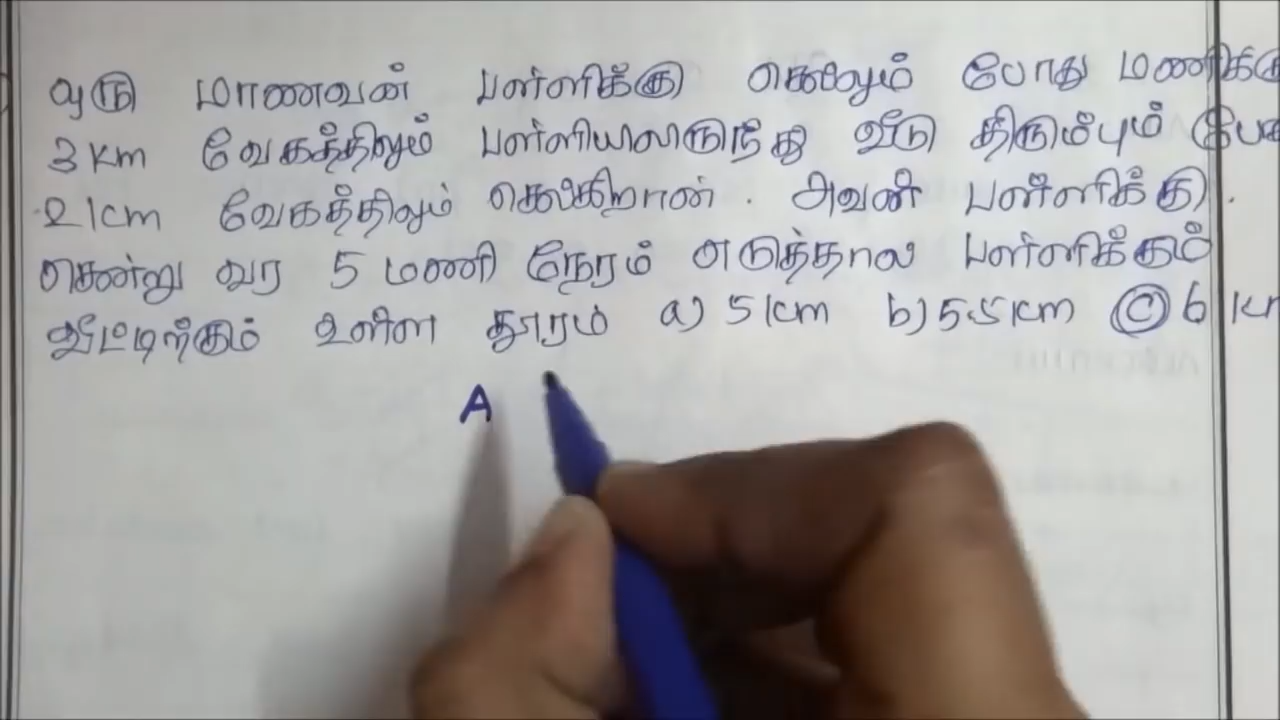 ஒரு மாணவன் பள்ளிக்கு செல்லும் போது மணிக்கு
3 km வேகத்திலும் பள்ளியிலிருந்து வீடு திரும்பும்
2 km வேகத்திலும் செல்கிறான். அவன் பள்ளிக்கு
சென்று வர 5 மணி நேரம் எடுத்தால் பள்ளிக்கும்
வீட்டிற்கும் உள்ள தூரம் a) 5 km b) 5.5 km c) 6
A